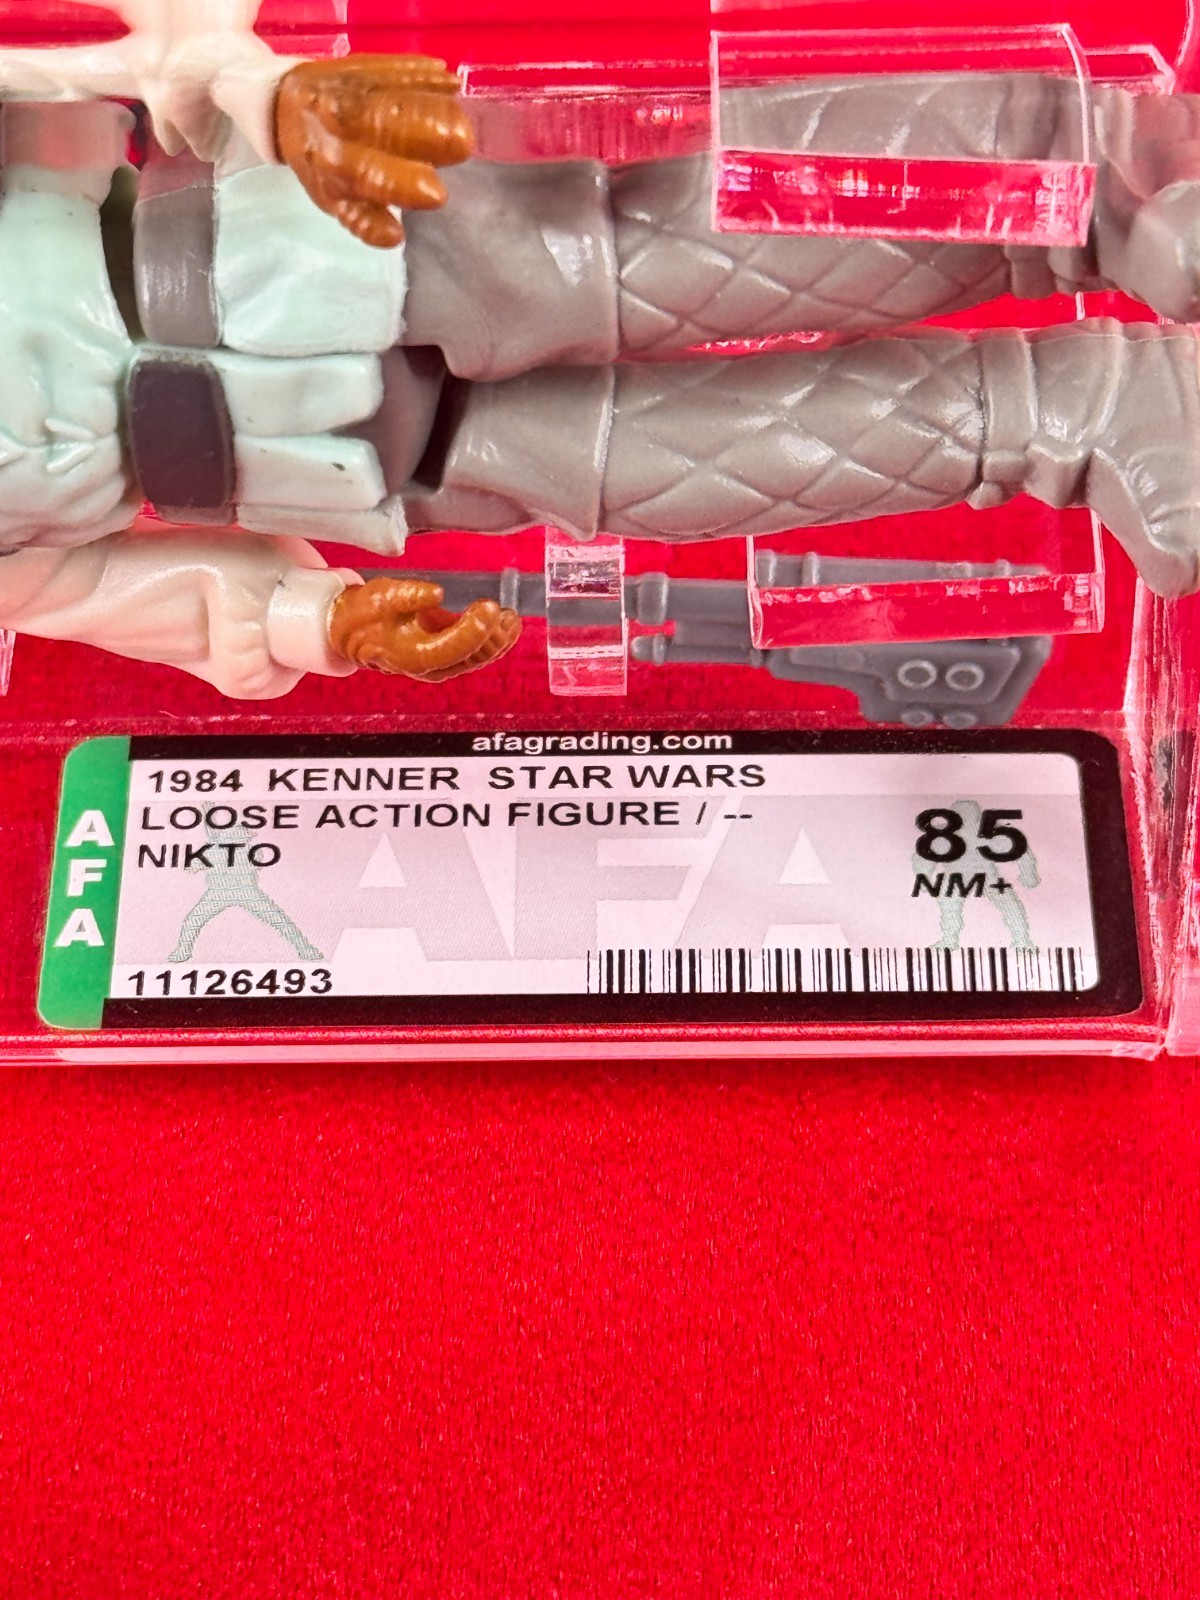 afagrading.com
AFA
1984 KENNER STAR WARS
LOOSE ACTION FIGURE / --
NIKTO
85
NM+
AFA
11126493